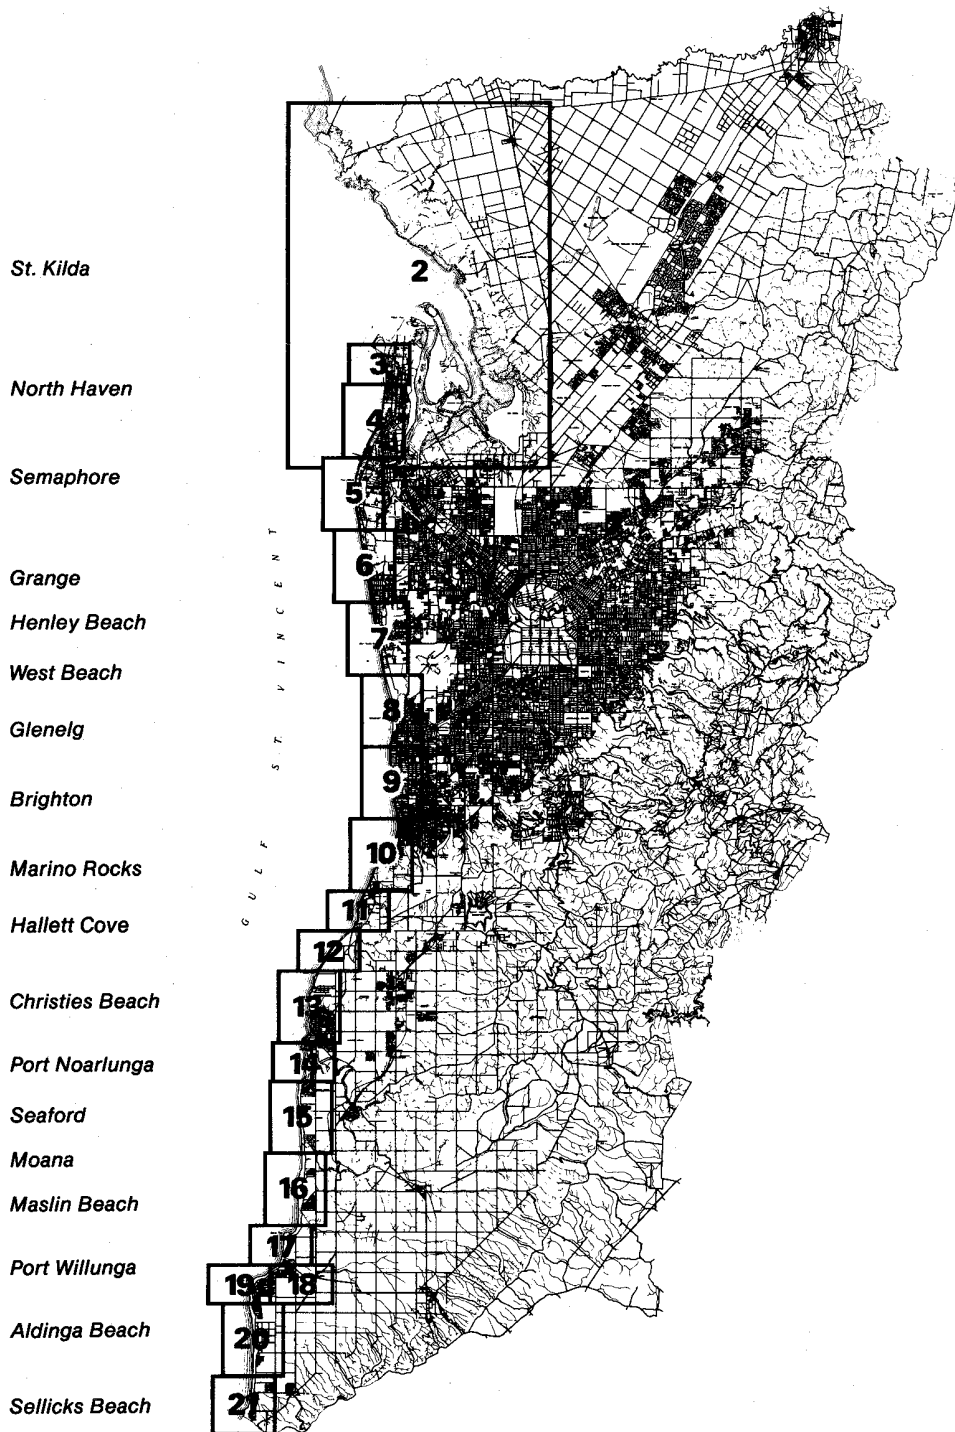 St. Kilda
2
3
North Haven
4
Semaphore
5
6
Grange
Henley Beach
7
West Beach
8
Glenelg
9
Brighton
10
Marino Rocks
11
Hallett Cove
12
Christies Beach
13
14
Port Noarlunga
15
Seaford
Moana
16
Maslin Beach
17
Port Willunga
19 18
Aldinga Beach
20
Sellicks Beach
21
GULF ST. VINCENT